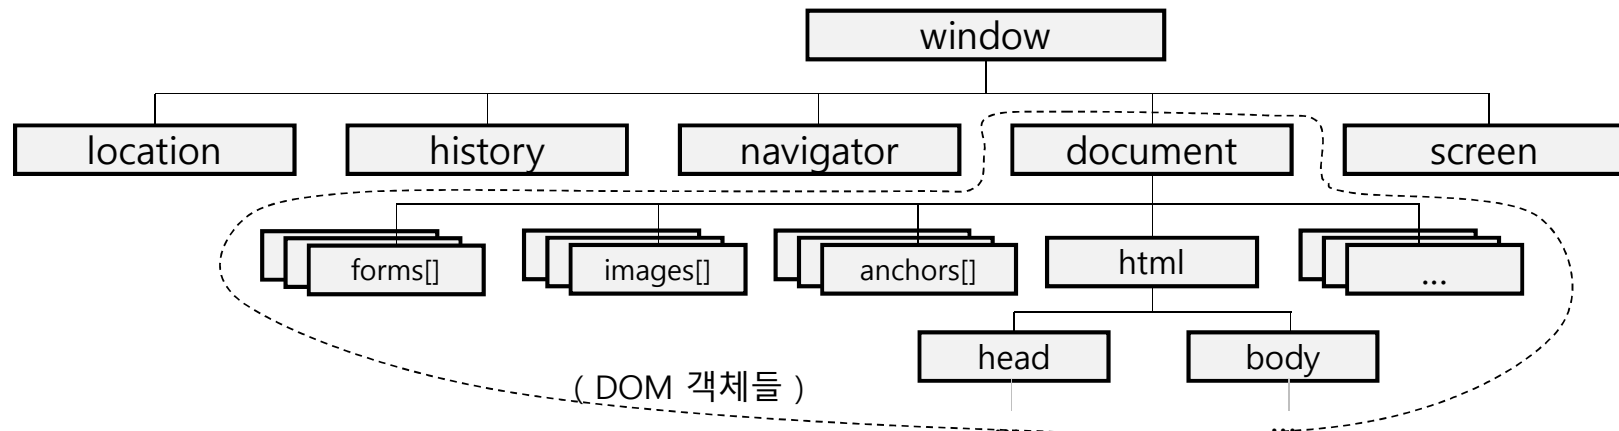 window
location
history
navigator
document
screen
forms[]
images[]
anchors[]
html
...
head
body
( DOM 객체들 )